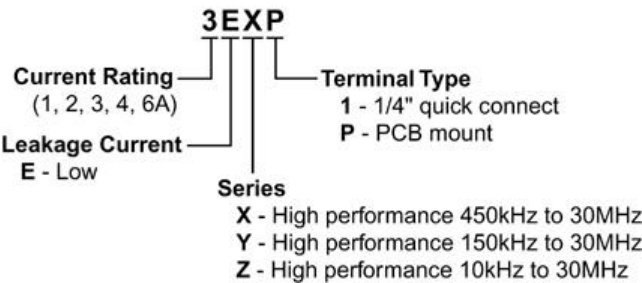 3EXP
Current Rating
(1, 2, 3, 4, 6A)
Leakage Current
E - Low
Series
X - High performance 450kHz to 30MHz
Y - High performance 150kHz to 30MHz
Z - High performance 10kHz to 30MHz
Terminal Type
1 - 1/4" quick connect
P - PCB mount